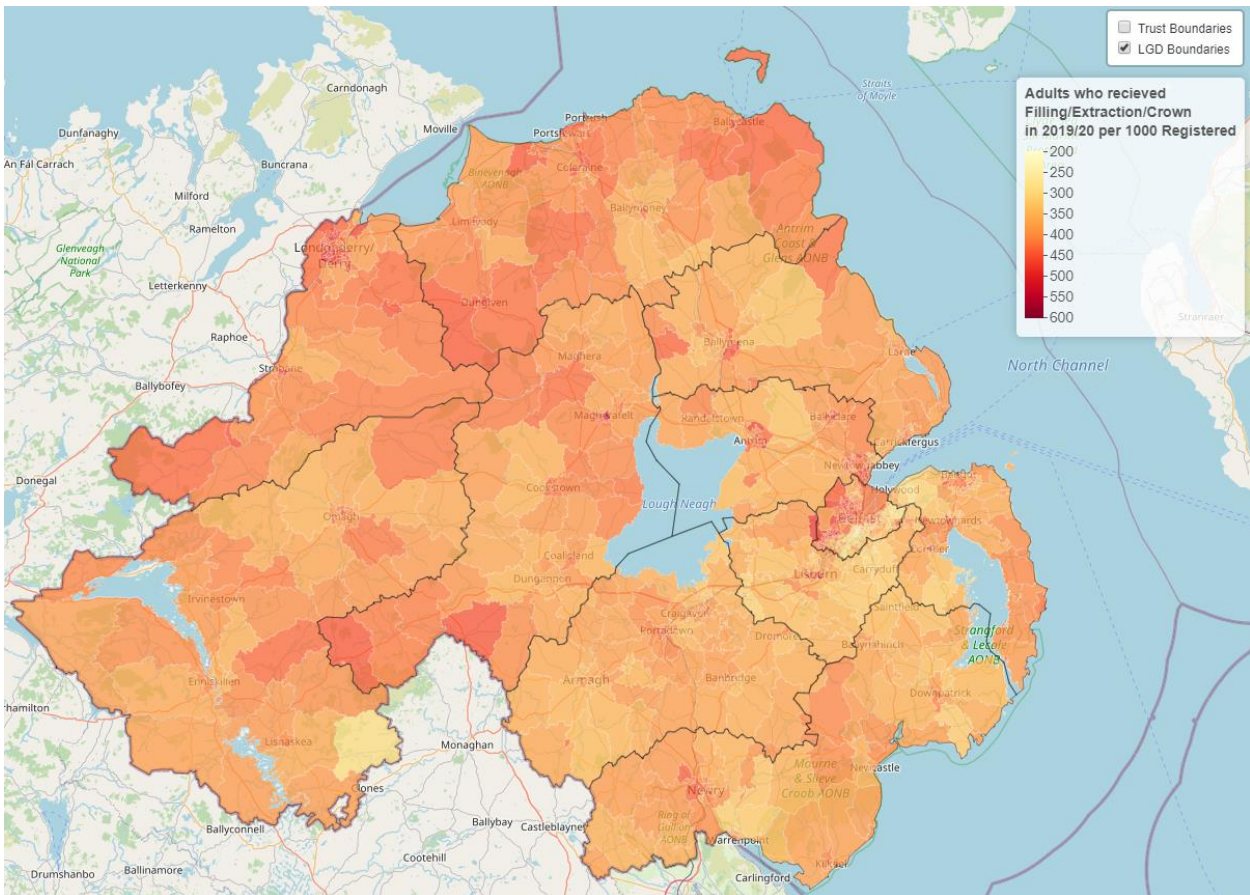 Trust Boundaries
LGD Boundaries
Adults who recieved
Filling/Extraction/Crown
in 2019/20 per 1000 Registered
200
250
300
350
400
450
500
550
600
Carndonagh
Straits
of Moyle
Dunfanaghy
Moville
Portrush
Portstewart
Ballycastle
An Fál Carrach
Buncrana
Coleraine
Binevenagh
AONB
Milford
Limavady
Ballymoney
Ramelton
Antrim
Coast &
Glens AONB
Glenveagh
National
Park
Londonderry/
Derry
Letterkenny
Dungiven
Stranraer
Raphoe
Ballymena
Larne
Maghera
North Channel
Strabane
Ballybofey
Magherafelt
Randalstown
Ballyclare
Antrim
Carrickfergus
Donegal
Newtownabbey
Cookstown
Lough Neagh
Holywood
Bangor
Omagh
Belfast
Newtownards
Comber
Coalisland
Lisburn
Carryduff
Dungannon
Irvinestown
Saintfield
Craigavon
Portadown
Dromore
Ballynahinch
Strangford
& Lecale
AONB
Enniskillen
Armagh
Banbridge
Downpatrick
Lisnaskea
Monaghan
Mourne
& Slieve
Croob AONB
Newcastle
Clones
Newry
Ballyconnell
Ballybay
Castleblayney
Ring of
Gullion
AONB
Warrenpoint
Cootehill
Kilkeel
Drumshanbo
Ballinamore
Carlingford